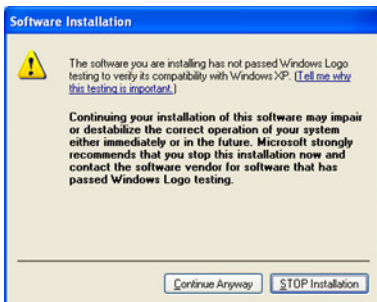 Software Installation
The software you are installing has not passed Windows Logo
testing to verify its compatibility with Windows XP. (Tell me why
this testing is important.)
Continuing your installation of this software may impair
or destabilize the correct operation of your system
either immediately or in the future. Microsoft strongly
recommends that you stop this installation now and
contact the software vendor for software that has
passed Windows Logo testing.
Continue Anyway
STOP Installation